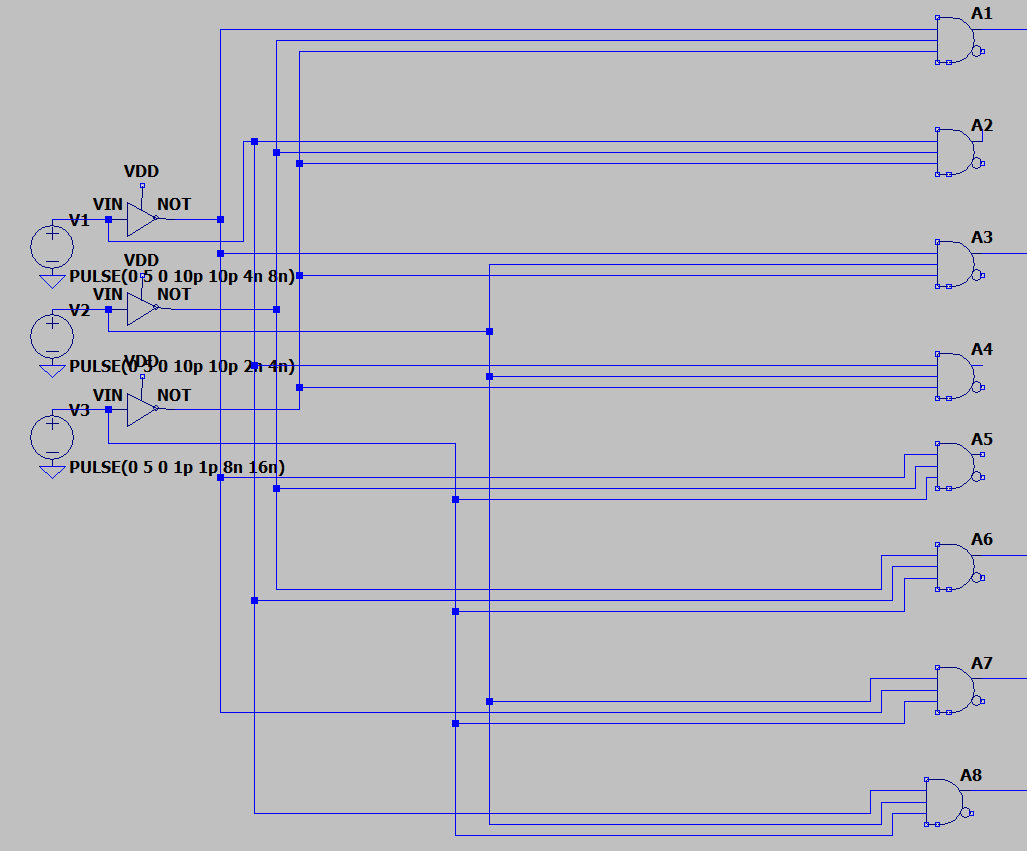 A1
A2
VDD
VIN
NOT
V1
A3
VDD
PULSE(0 5 0 10p 10p 4n 8n)
VIN
NOT
V2
A4
VDD
PULSE(0 5 0 10p 10p 2n 4n)
VIN
NOT
V3
A5
PULSE(0 5 0 1p 1p 8n 16n)
A6
A7
A8